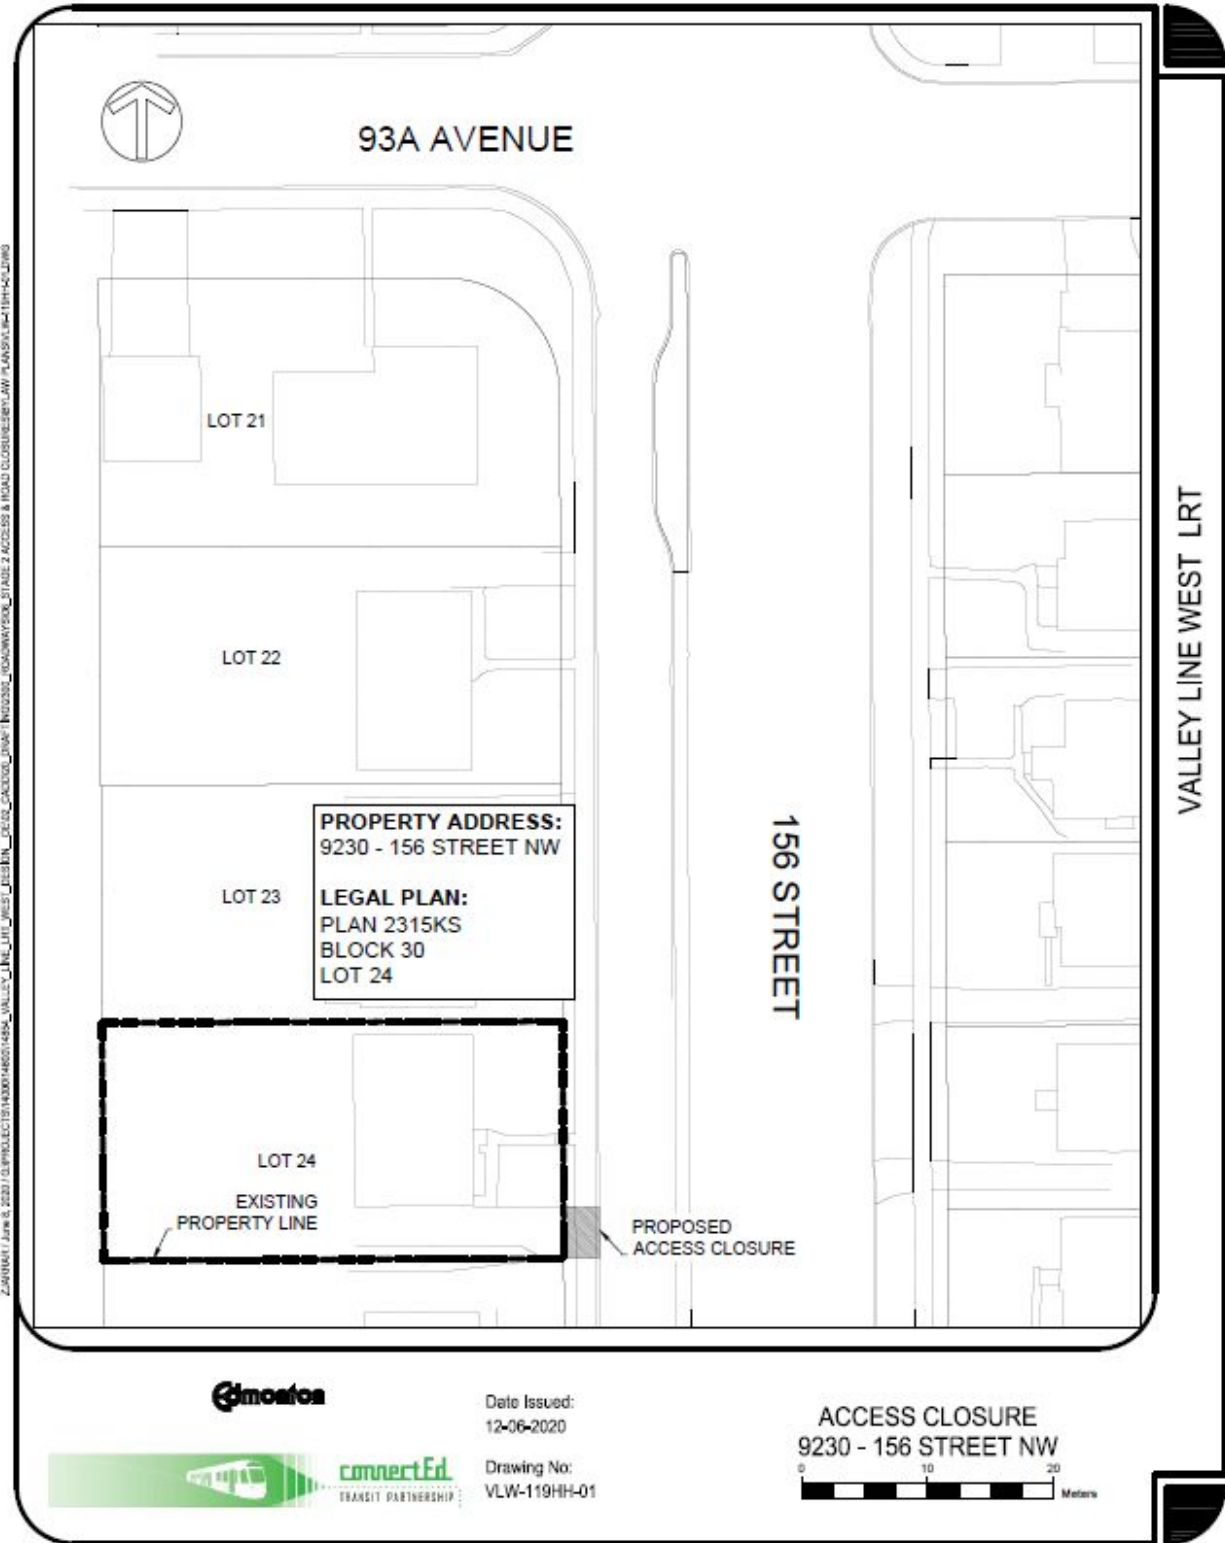 93A AVENUE
LOT 21
LOT 22
PROPERTY ADDRESS:
9230 - 156 STREET NW
LEGAL PLAN:
PLAN 2315KS
BLOCK 30
LOT 24
LOT 23
156 STREET
VALLEY LINE WEST LRT
LOT 24
EXISTING
PROPERTY LINE
PROPOSED
ACCESS CLOSURE
Edmonton
connectEd
TRANSIT PARTNERSHIP
Date Issued:
12-06-2020
Drawing No:
VLW-119HH-01
ACCESS CLOSURE
9230 - 156 STREET NW
0 10 20
Meters